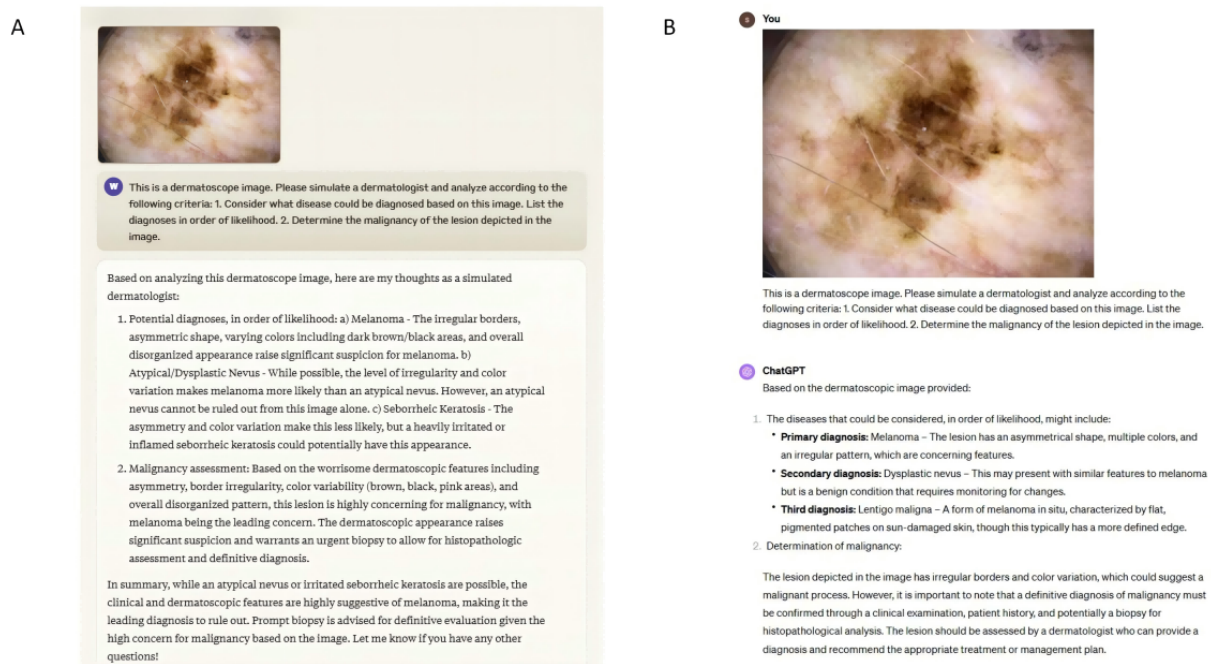 A
W
This is a dermatoscope image. Please simulate a dermatologist and analyze according to the
following criteria: 1. Consider what disease could be diagnosed based on this image. List the
diagnoses in order of likelihood. 2. Determine the malignancy of the lesion depicted in the
image.
Based on analyzing this dermatoscope image, here are my thoughts as a simulated
dermatologist:
1. Potential diagnoses, in order of likelihood: a) Melanoma - The irregular borders,
asymmetric shape, varying colors including dark brown/black areas, and overall
disorganized appearance raise significant suspicion for melanoma. b)
Atypical/Dysplastic Nevus - While possible, the level of irregularity and color
variation makes melanoma more likely than an atypical nevus. However, an atypical
nevus cannot be ruled out from this image alone. c) Seborrheic Keratosis - The
asymmetry and color variation make this less likely, but a heavily irritated or
inflamed seborrheic keratosis could potentially have this appearance.
2. Malignancy assessment: Based on the worrisome dermatoscopic features including
asymmetry, border irregularity, color variability (brown, black, pink areas), and
overall disorganized pattern, this lesion is highly concerning for malignancy, with
melanoma being the leading concern. The dermatoscopic appearance raises
significant suspicion and warrants an urgent biopsy to allow for histopathologic
assessment and definitive diagnosis.
In summary, while an atypical nevus or irritated seborrheic keratosis are possible, the
clinical and dermatoscopic features are highly suggestive of melanoma, making it the
leading diagnosis to rule out. Prompt biopsy is advised for definitive evaluation given the
high concern for malignancy based on the image. Let me know if you have any other
questions!
B
S
You
This is a dermatoscope image. Please simulate a dermatologist and analyze according to the
following criteria: 1. Consider what disease could be diagnosed based on this image. List the
diagnoses in order of likelihood. 2. Determine the malignancy of the lesion depicted in the image.
ChatGPT
Based on the dermatoscopic image provided:
1. The diseases that could be considered, in order of likelihood, might include:
• Primary diagnosis: Melanoma – The lesion has an asymmetrical shape, multiple colors, and
an irregular pattern, which are concerning features.
• Secondary diagnosis: Dysplastic nevus – This may present with similar features to melanoma
but is a benign condition that requires monitoring for changes.
• Third diagnosis: Lentigo maligna – A form of melanoma in situ, characterized by flat,
pigmented patches on sun-damaged skin, though this typically has a more defined edge.
2. Determination of malignancy:
The lesion depicted in the image has irregular borders and color variation, which could suggest a
malignant process. However, it is important to note that a definitive diagnosis of malignancy must
be confirmed through a clinical examination, patient history, and potentially a biopsy for
histopathological analysis. The lesion should be assessed by a dermatologist who can provide a
diagnosis and recommend the appropriate treatment or management plan.